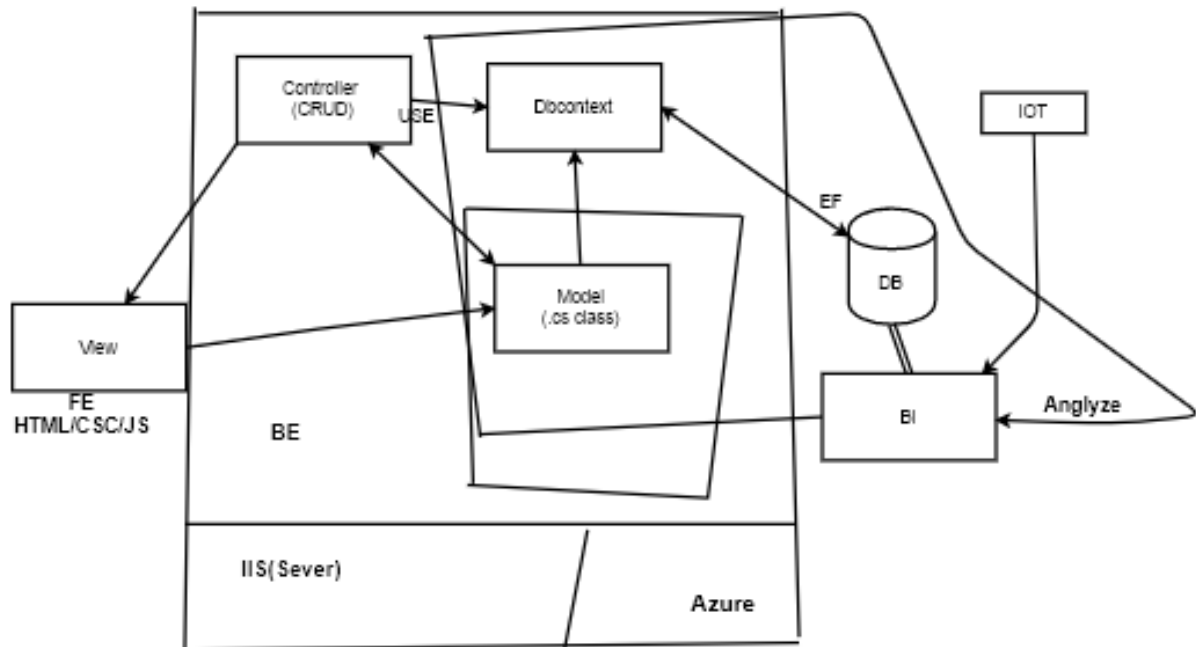 Controller
(CRUD)
USE
Dbcontext
IOT
EF
DB
Model
(.cs class)
View
FE
HTML/CSC/JS
BE
BI
Anglyze
IIS(Sever)
Azure